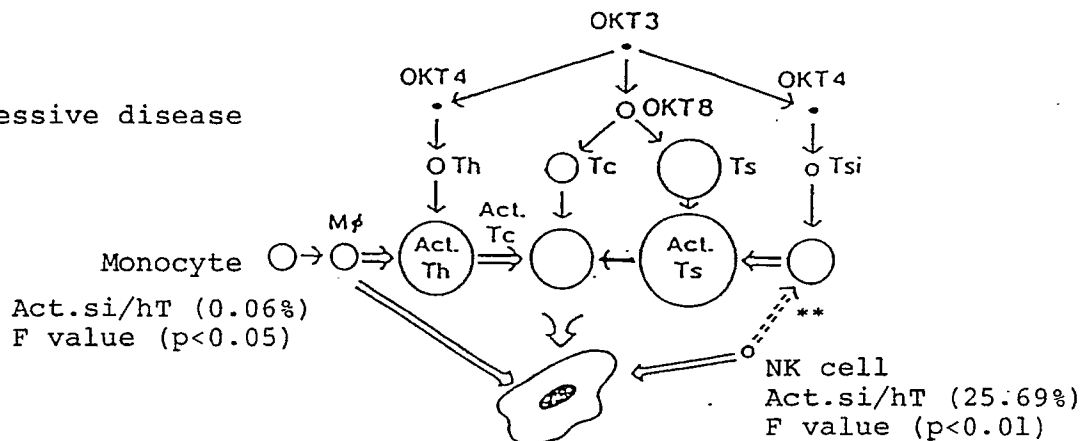 OKT3
OKT4
OKT4
OKT8
essive disease
Th
Tc
Ts
Tsi
Act.
Tc
Mφ
Monocyte
Act.
Th
Act.
Ts
Act.si/hT (0.06%)
F value (p<0.05)
**
NK cell
Act.si/hT (25.69%)
F value (p<0.01)